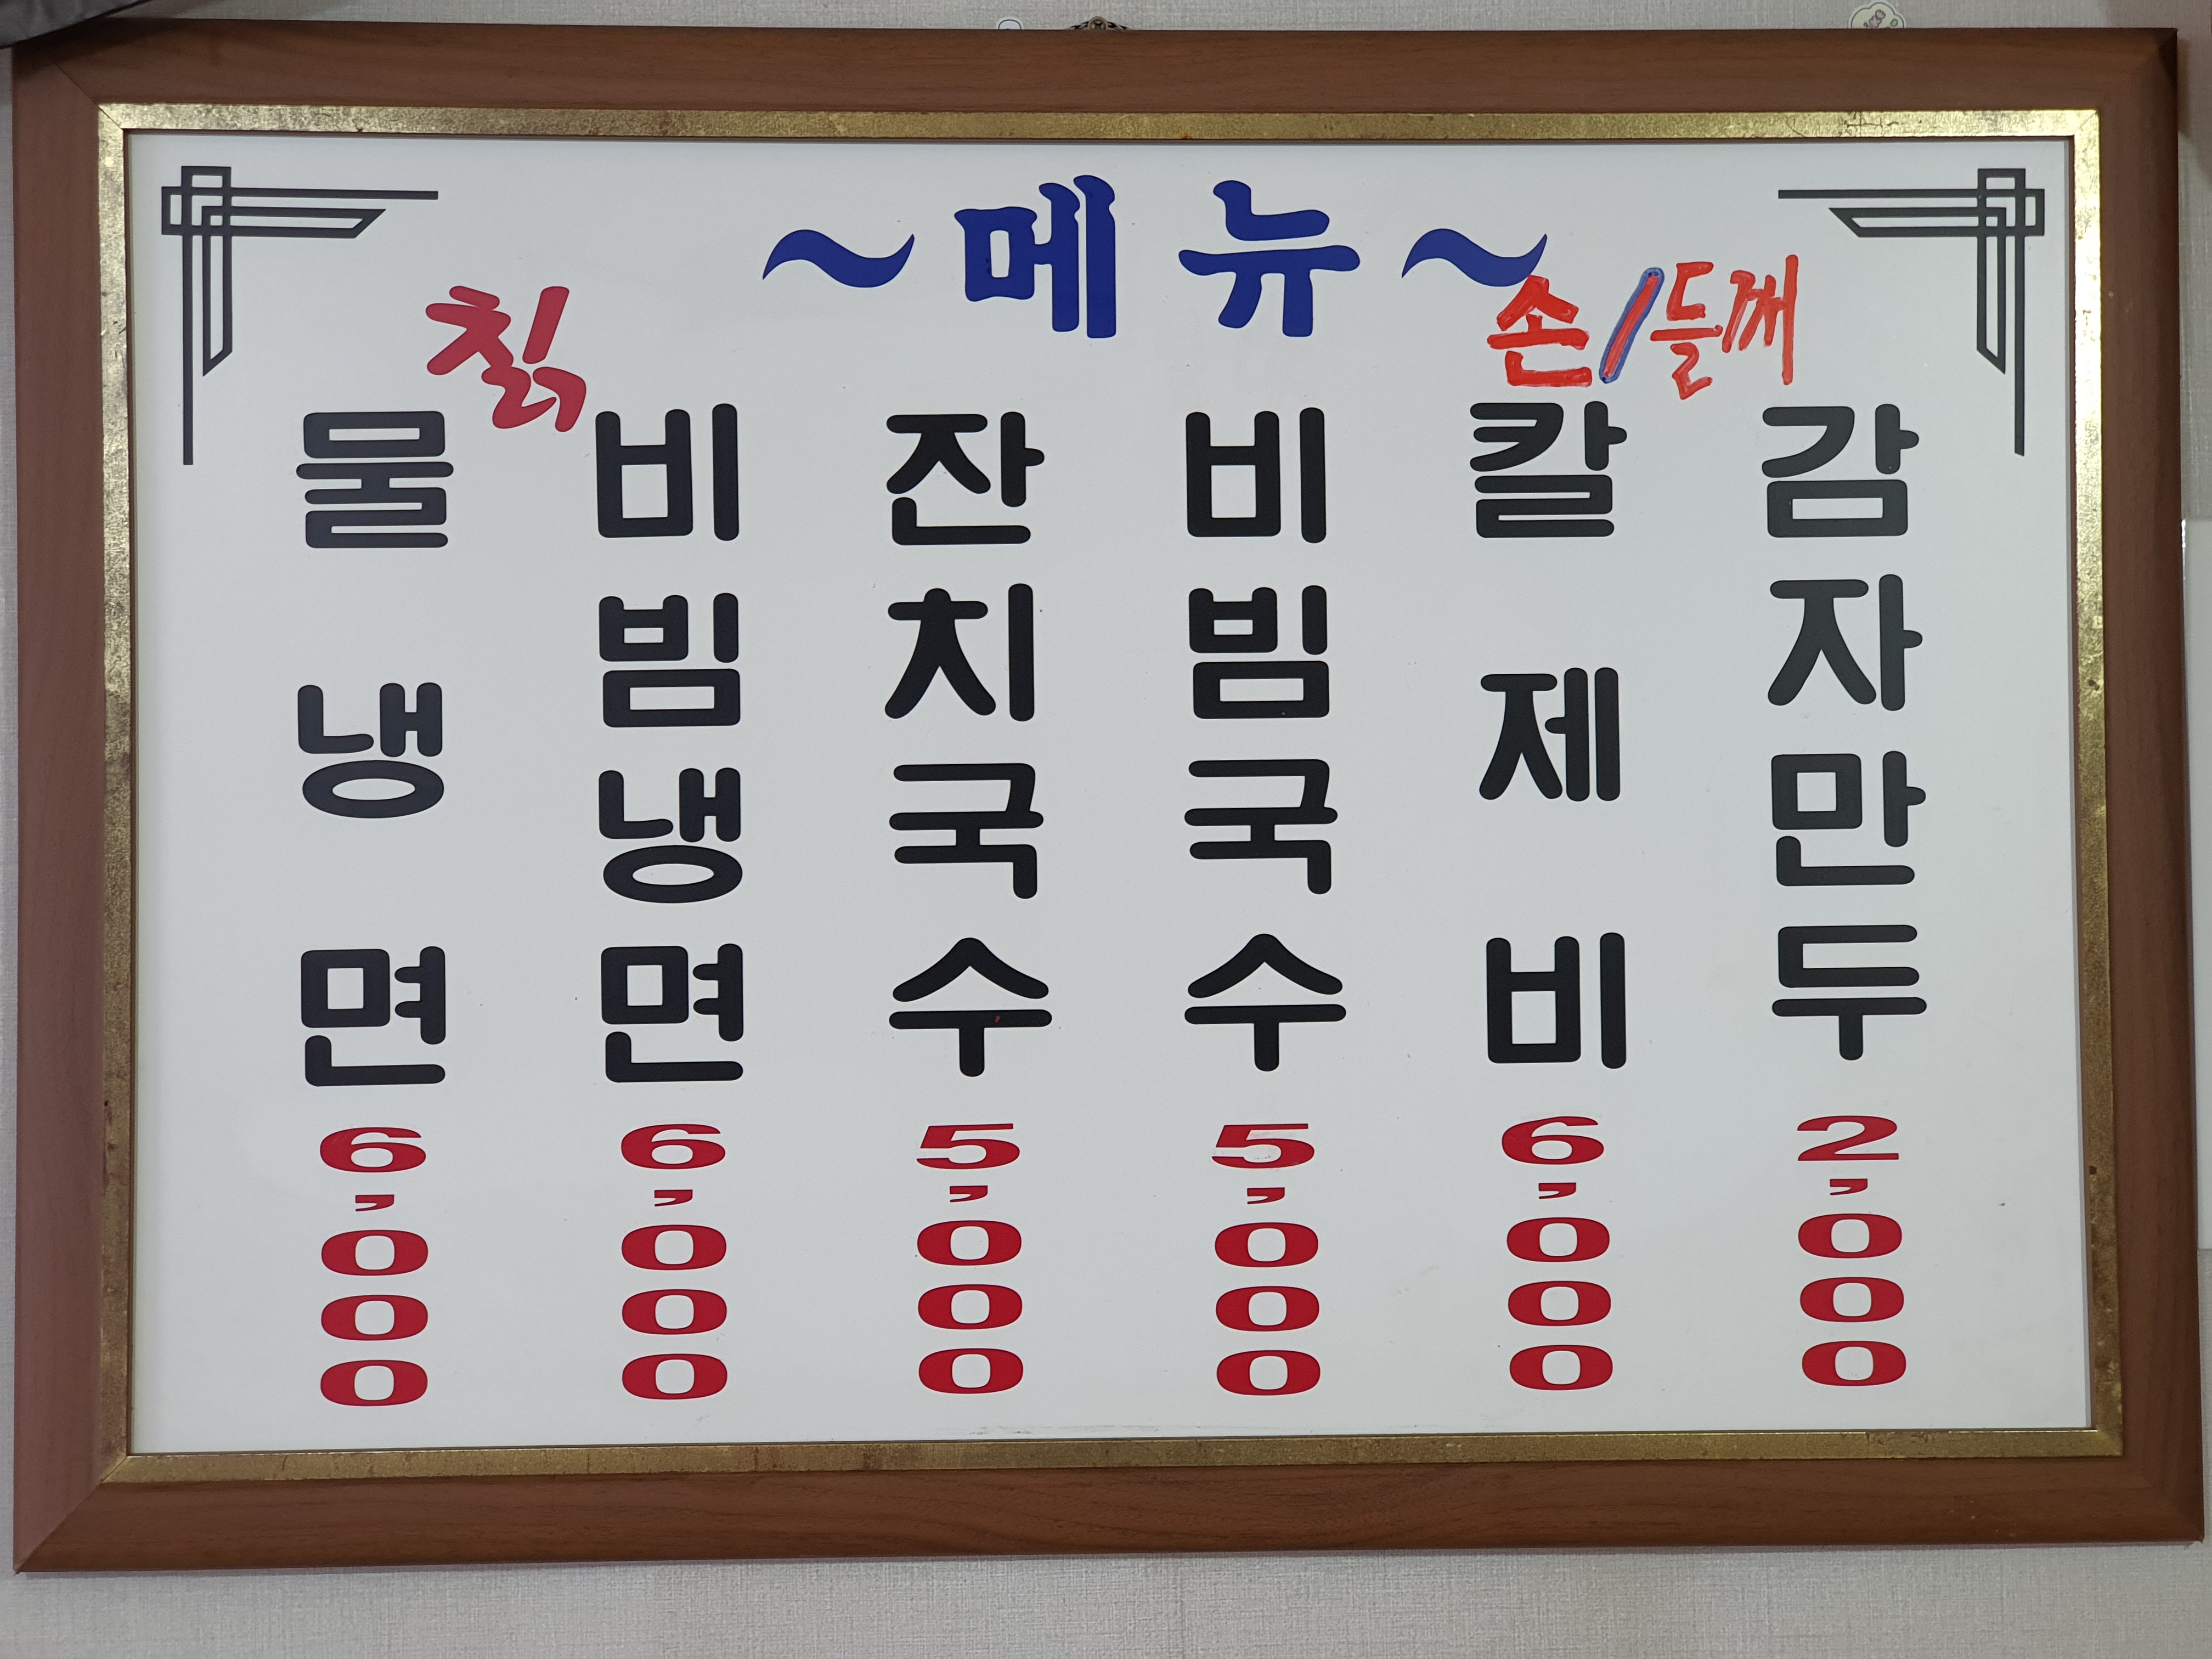 ~메뉴~
칡
손/들깨
물냉면 6,000
비빔냉면 6,000
잔치국수 5,000
비빔국수 5,000
칼제비 6,000
감자만두 2,000